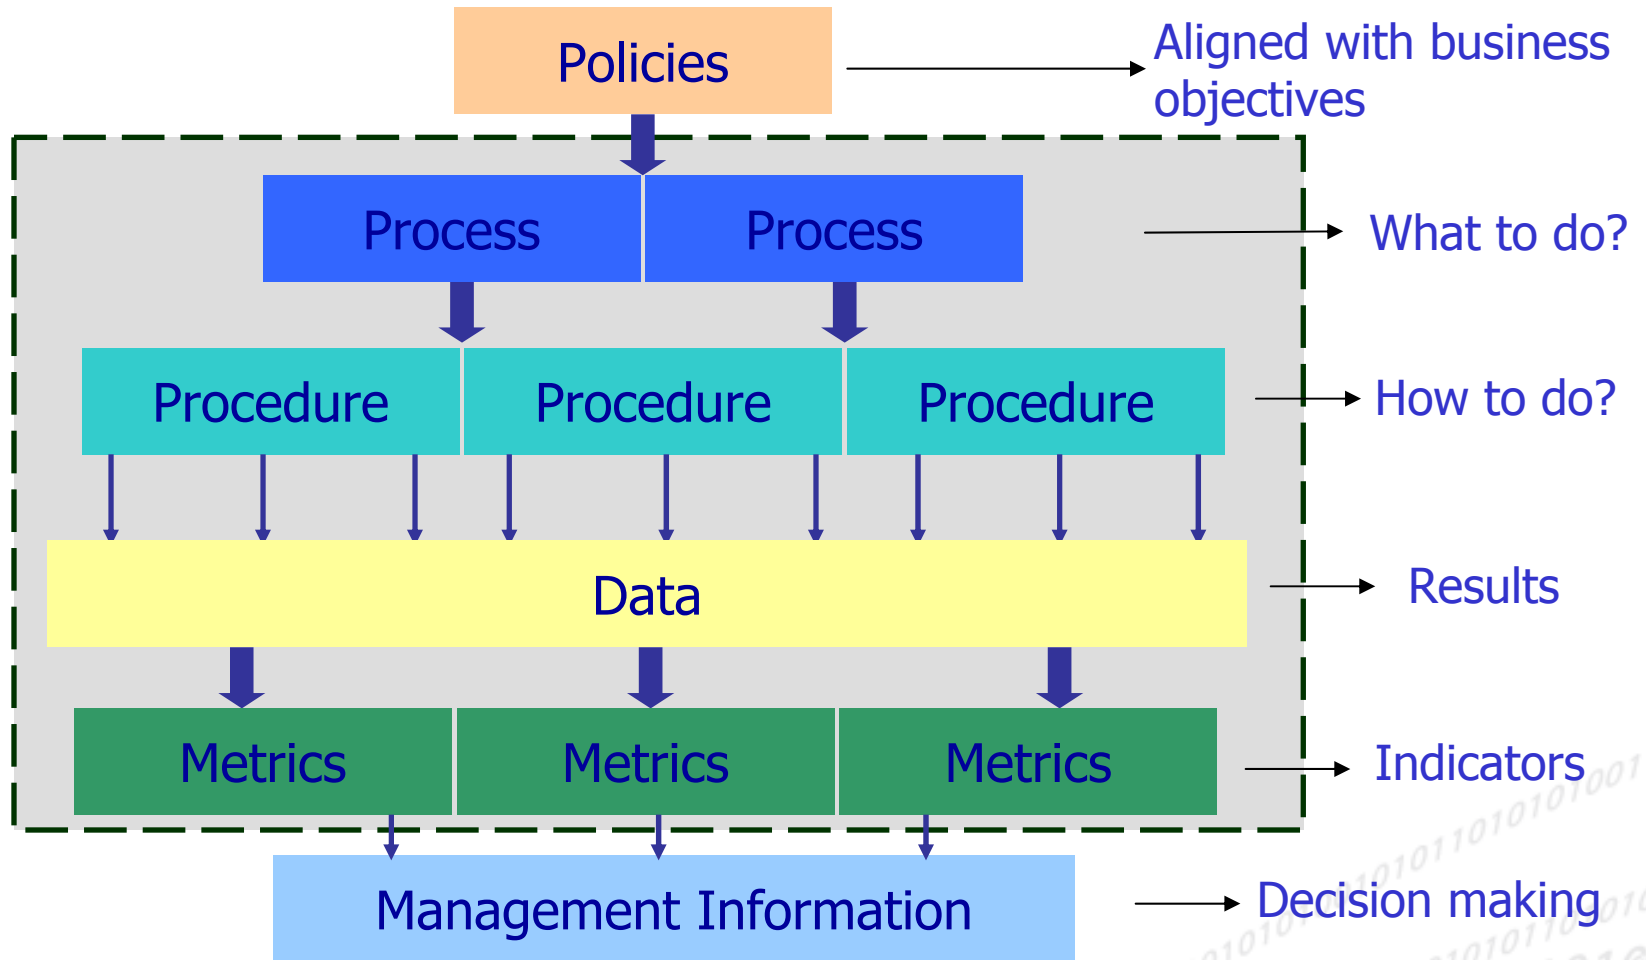 Policies
Aligned with business
objectives
Process
Process
What to do?
Procedure
Procedure
Procedure
How to do?
Data
Results
Metrics
Metrics
Metrics
Indicators
Management Information
Decision making